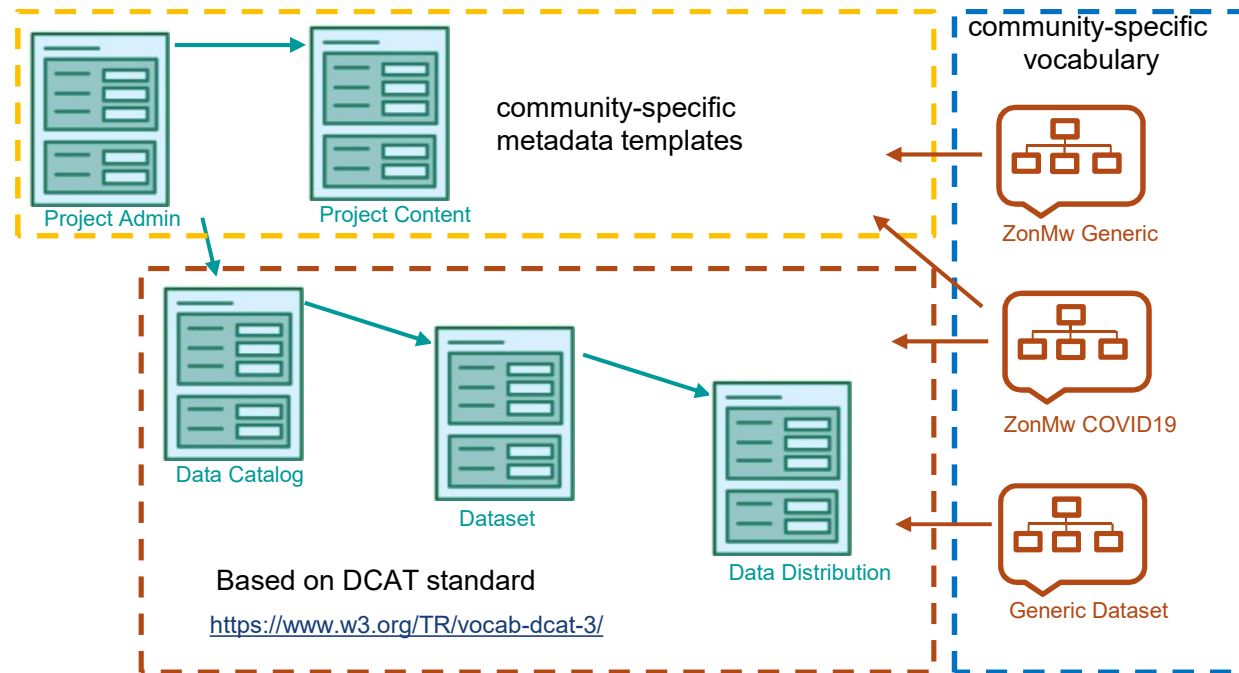 community-specific
metadata templates
Project Admin
Project Content
community-specific
vocabulary
ZonMw Generic
ZonMw COVID19
Generic Dataset
Data Catalog
Dataset
Data Distribution
Based on DCAT standard
https://www.w3.org/TR/vocab-dcat-3/